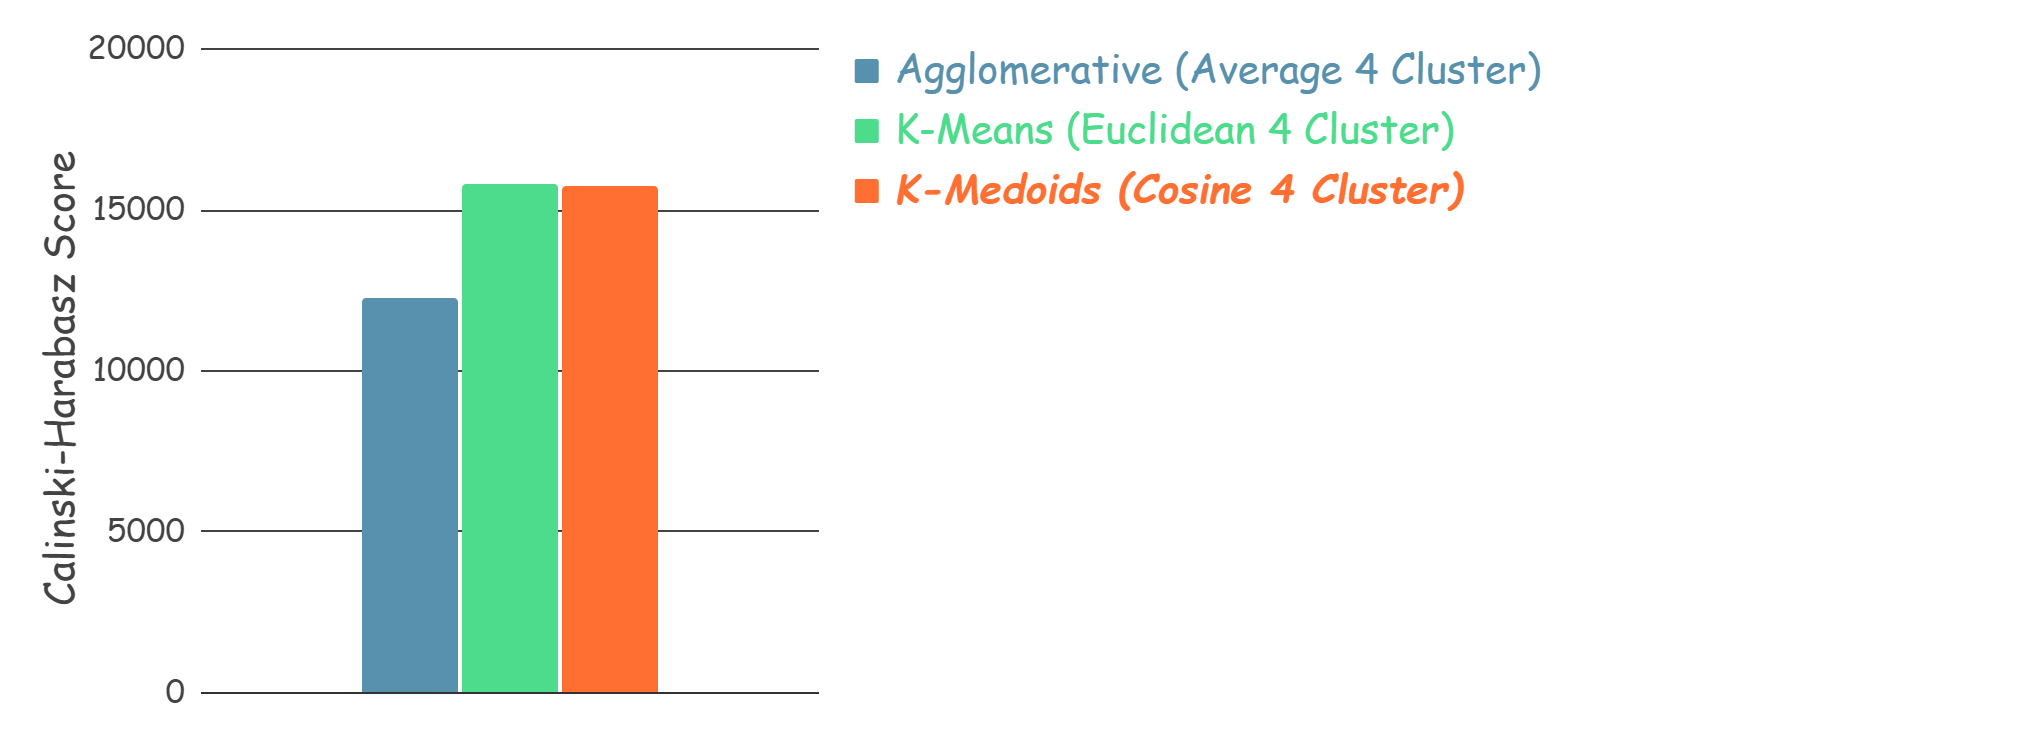 20000
15000
10000
5000
0
Calinski-Harabasz Score
Agglomerative (Average 4 Cluster)
K-Means (Euclidean 4 Cluster)
K-Medoids (Cosine 4 Cluster)